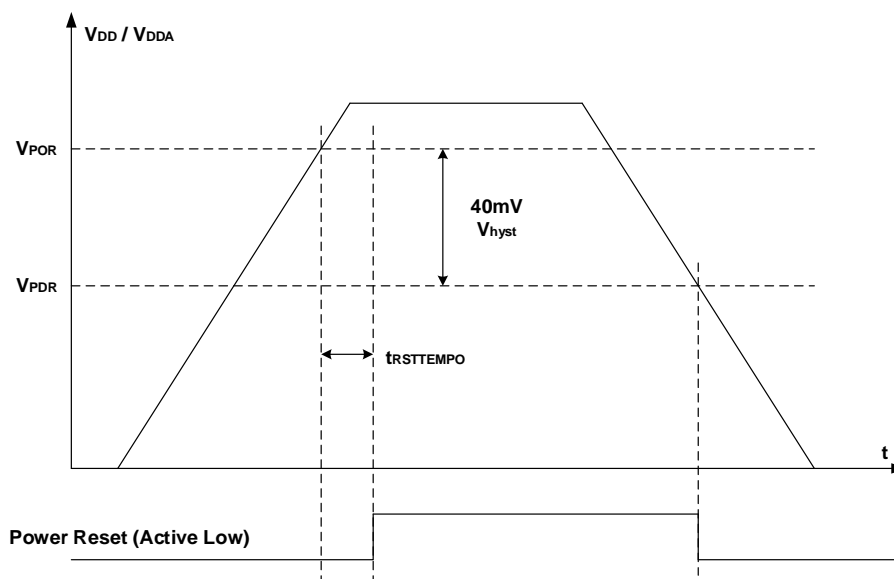 VDD / VDDA
VPOR
40mV
Vhyst
VPDR
tRSTTEMPO
t
Power Reset (Active Low)